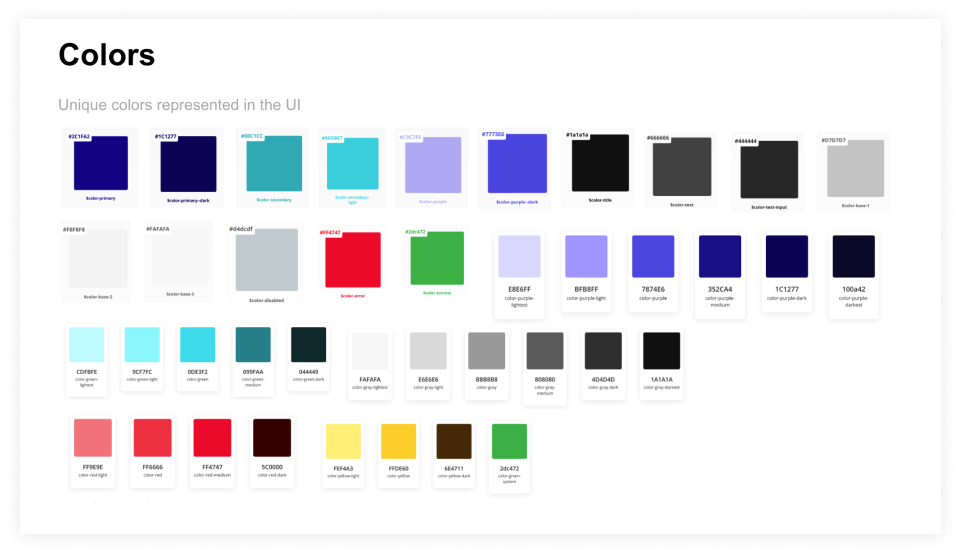 Colors
Unique colors represented in the UI
#2C1FA2 #1C1277 #00C1CC #C9C7F5 #7773E6 #1a1a1a #666666 #444444 #D7D7D7
$color-primary $color-primary--dark $color-secondary $color-secondary--light $color-purple $color-purple--dark $color-title $color-text $color-text-input $color-base-1
#F8F8F8 #FAFAFA #d4dcdf #FF4747 #2dc472
$color-base-2 $color-base-3 $color-disabled $color-error $color-success
E8E6FF BFB8FF 7874E6 352CA4 1C1277 100a42
color-purple-lightest color-purple-light color-purple color-purple-medium color-purple-dark color-purple-darkest
CDFBFE 9CF7FC 0DE3F2 099FAA 044449
color-green-lightest color-green-light color-green color-green-medium color-green-dark
FAFAFA E6E6E6 B8B8B8 808080 4D4D4D 1A1A1A
color-gray-lightest color-gray-light color-gray color-gray-medium color-gray-dark color-gray-darkest
FF9E9E FF6666 FF4747 5C0000
color-red-light color-red color-red-medium color-red-dark
FEF4A3 FFDE60 6E4711 2dc472
color-yellow-light color-yellow color-yellow-dark color-green-system